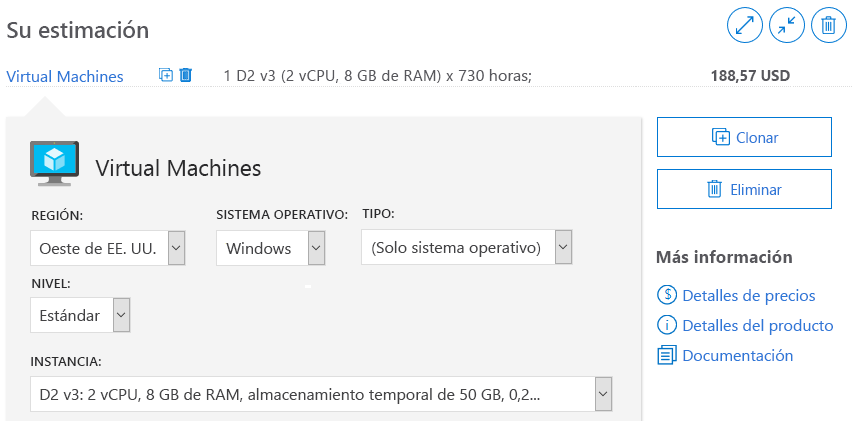 Su estimación
Virtual Machines
1 D2 v3 (2 vCPU, 8 GB de RAM) x 730 horas;
188,57 USD
Virtual Machines
REGIÓN:
SISTEMA OPERATIVO:
TIPO:
Oeste de EE. UU.
Windows
(Solo sistema operativo)
NIVEL:
Estándar
INSTANCIA:
D2 v3: 2 vCPU, 8 GB de RAM, almacenamiento temporal de 50 GB, 0,2...
Clonar
Eliminar
Más información
Detalles de precios
Detalles del producto
Documentación